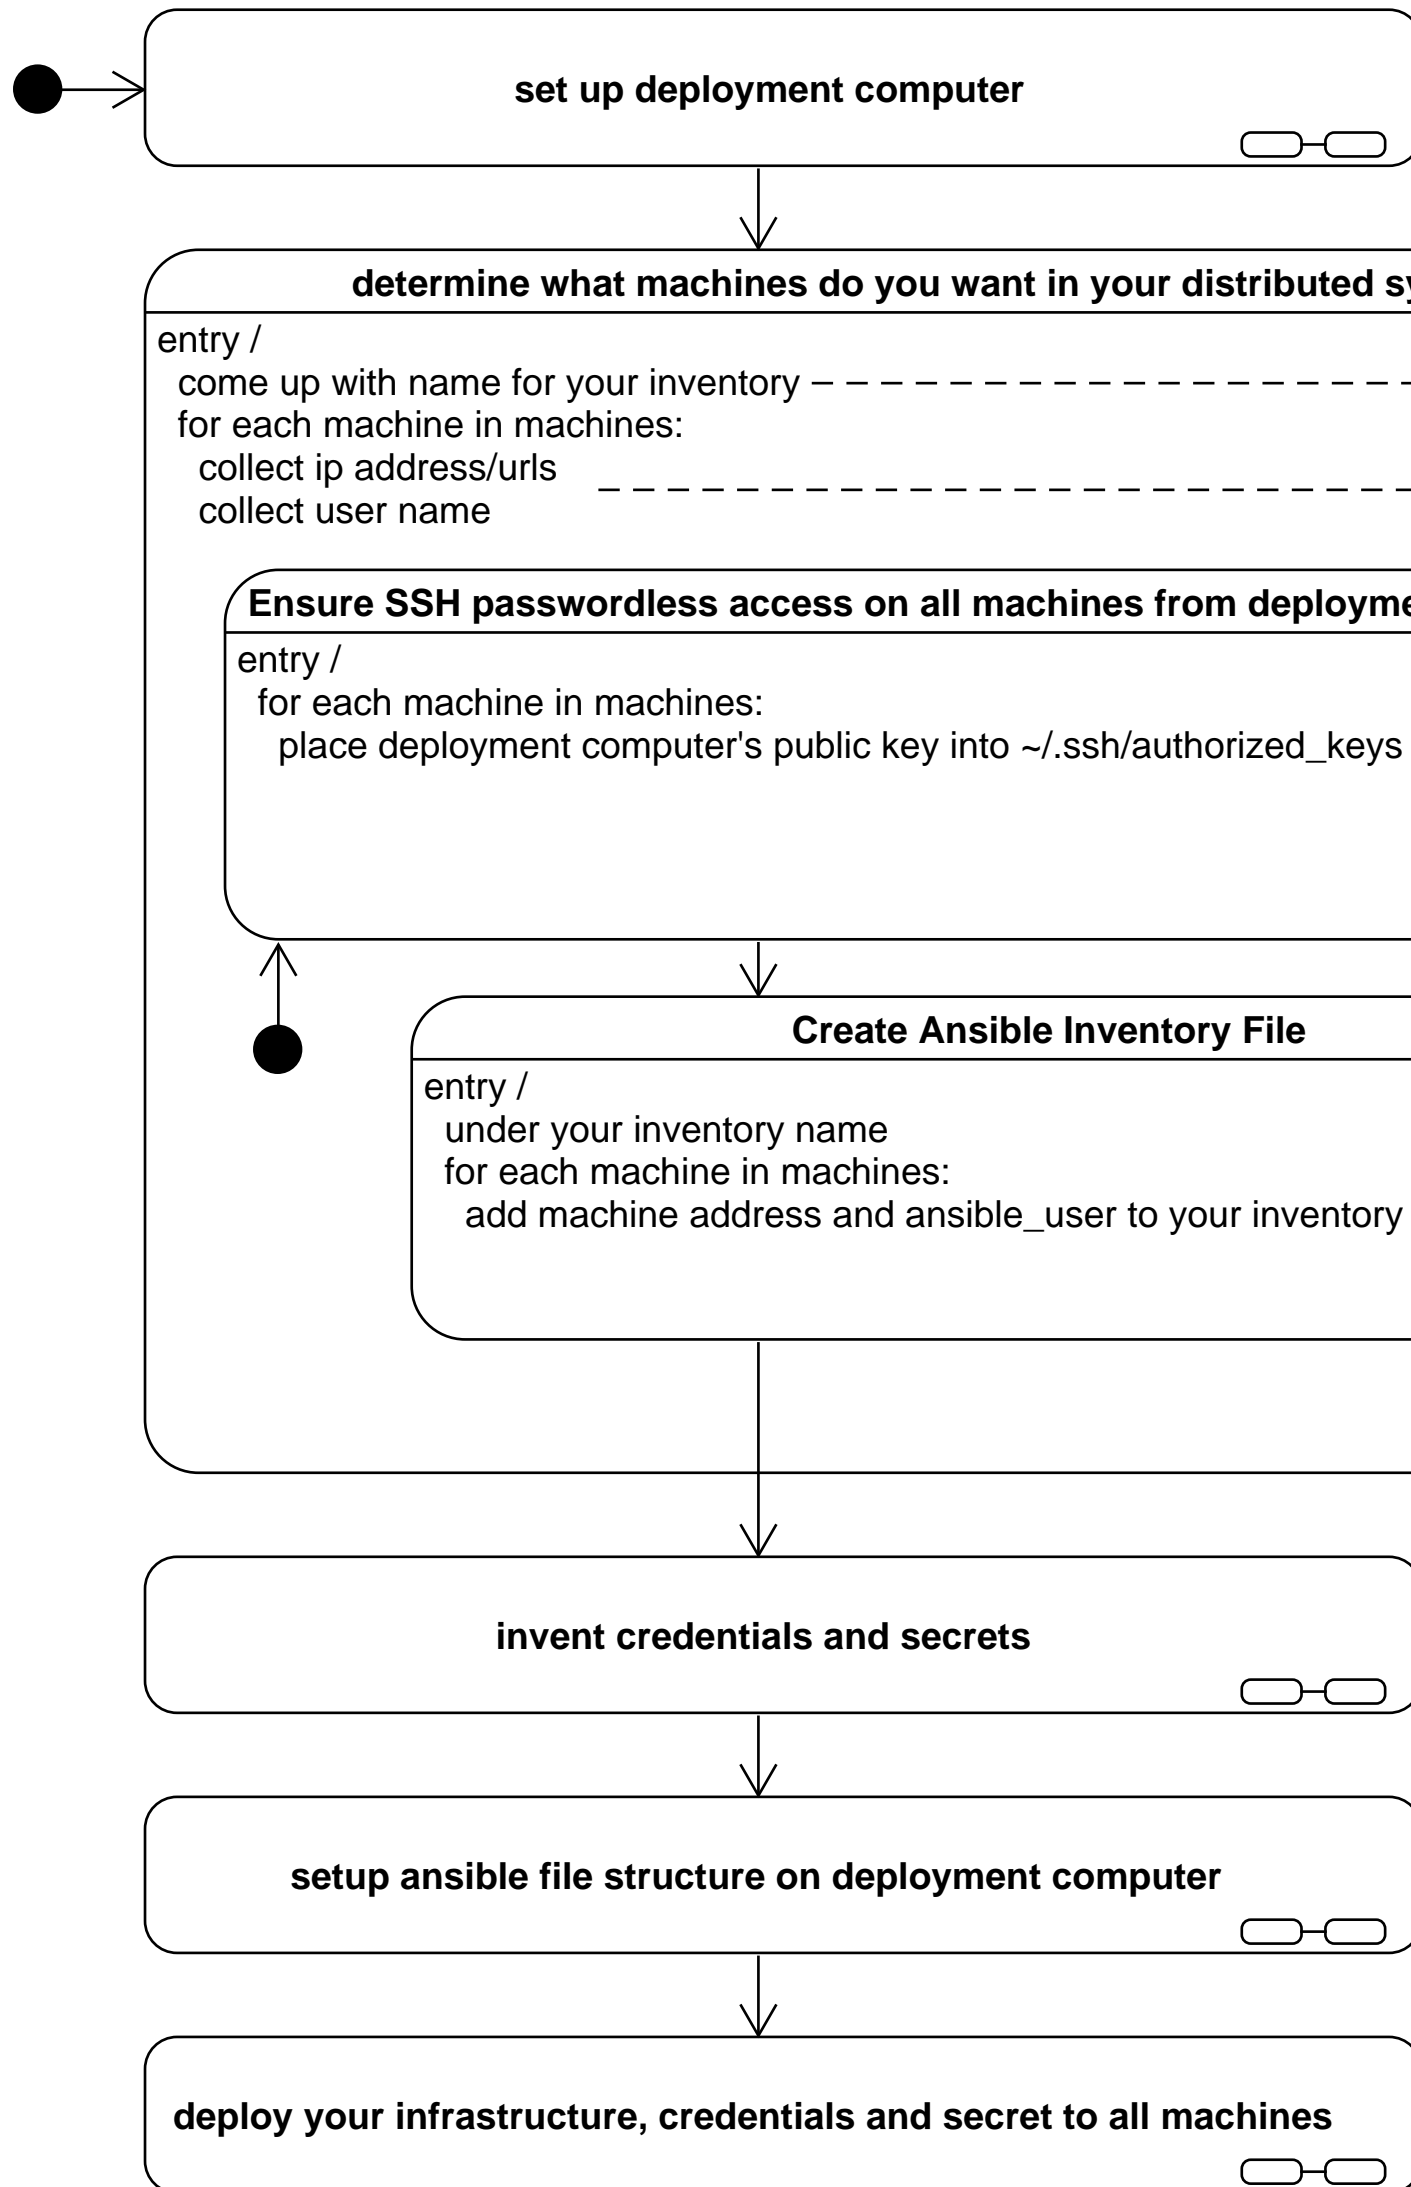 set up deployment computer
determine what machines do you want in your distributed
entry /
come up with name for your inventory
for each machine in machines:
collect ip address/urls
collect user name
Ensure SSH passwordless access on all machines from
entry /
for each machine in machines:
place deployment computer's public key into ~/.ssh/authorized_keys
Create Ansible Inventory File
entry /
under your inventory name
for each machine in machines:
add machine address and ansible_user to your inventory
invent credentials and secrets
setup ansible file structure on deployment computer
deploy your infrastructure, credentials and secret to all machines